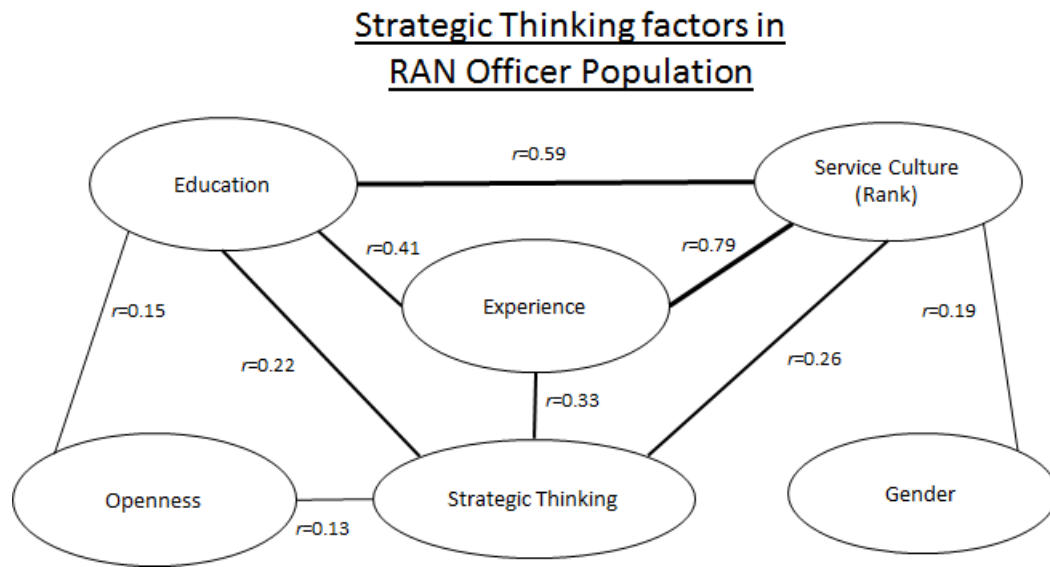 Strategic Thinking factors in
RAN Officer Population
r=0.59
Education
Service Culture
(Rank)
r=0.41
r=0.79
Experience
r=0.15
r=0.19
r=0.22
r=0.26
r=0.33
Openness
Strategic Thinking
Gender
r=0.13